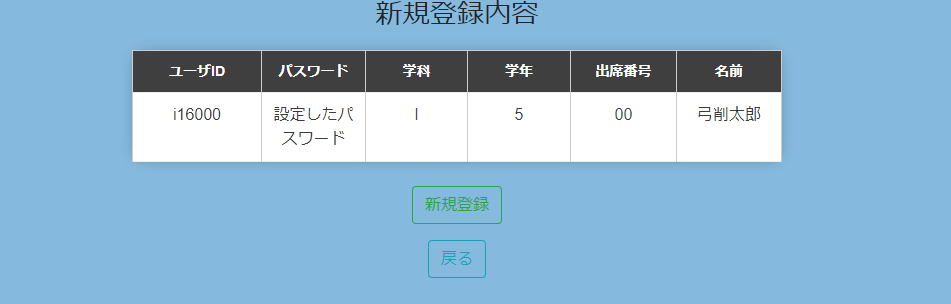 新規登録内容
ユーザID パスワード 学科 学年 出席番号 名前
i16000 設定したパ I 5 00 弓削太郎
スワード
新規登録
戻る